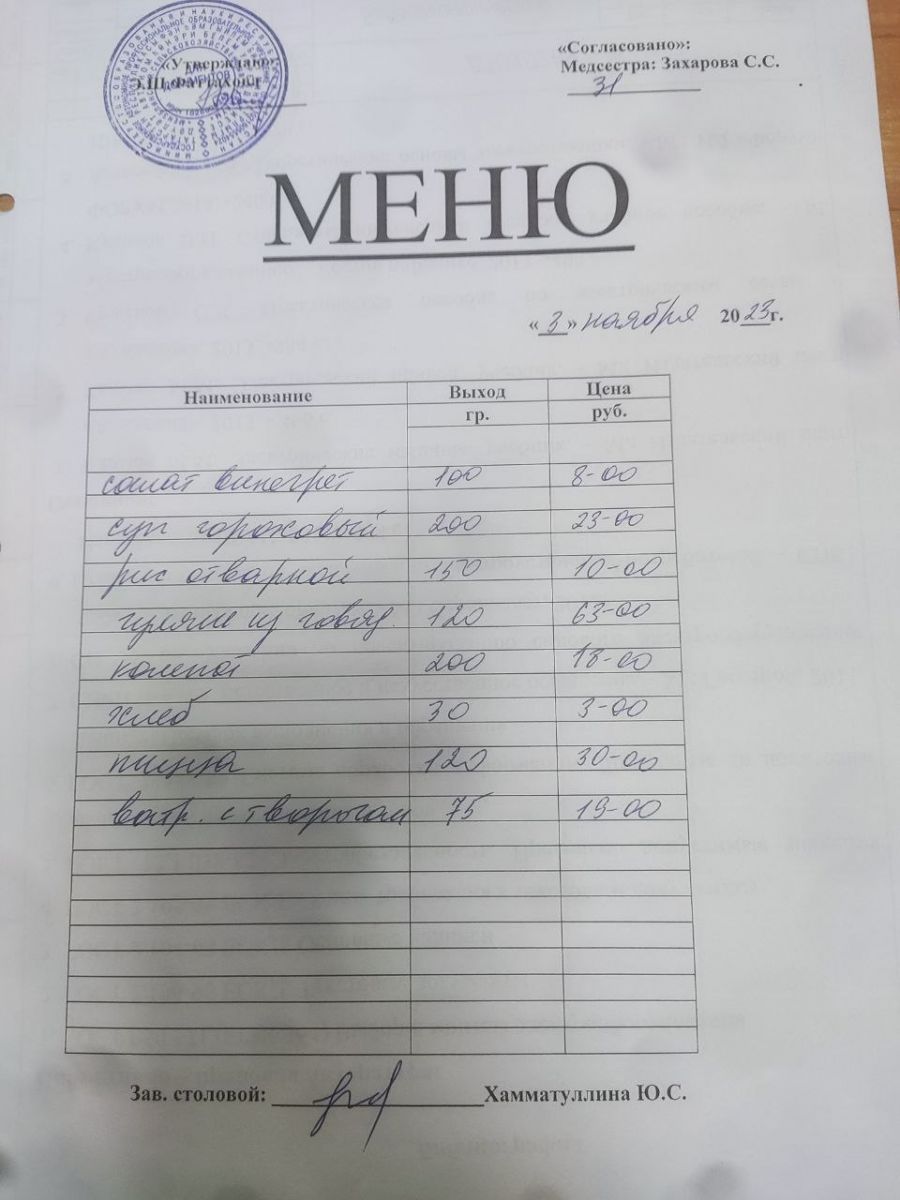 «Утверждаю»
«Согласовано»:
Медсестра: Захарова С.С.
МЕНЮ
«3» ноября 2023г.
Наименование Выход гр. Цена руб.
салат винегрет 100 8-00
суп гороховый 200 23-00
рис отварной 150 10-00
гуляш из говяд. 120 63-00
компот 200 18-00
хлеб 30 3-00
пицца 120 30-00
ватр. с творогом 75 19-00
Зав. столовой: Хамматуллина Ю.С.